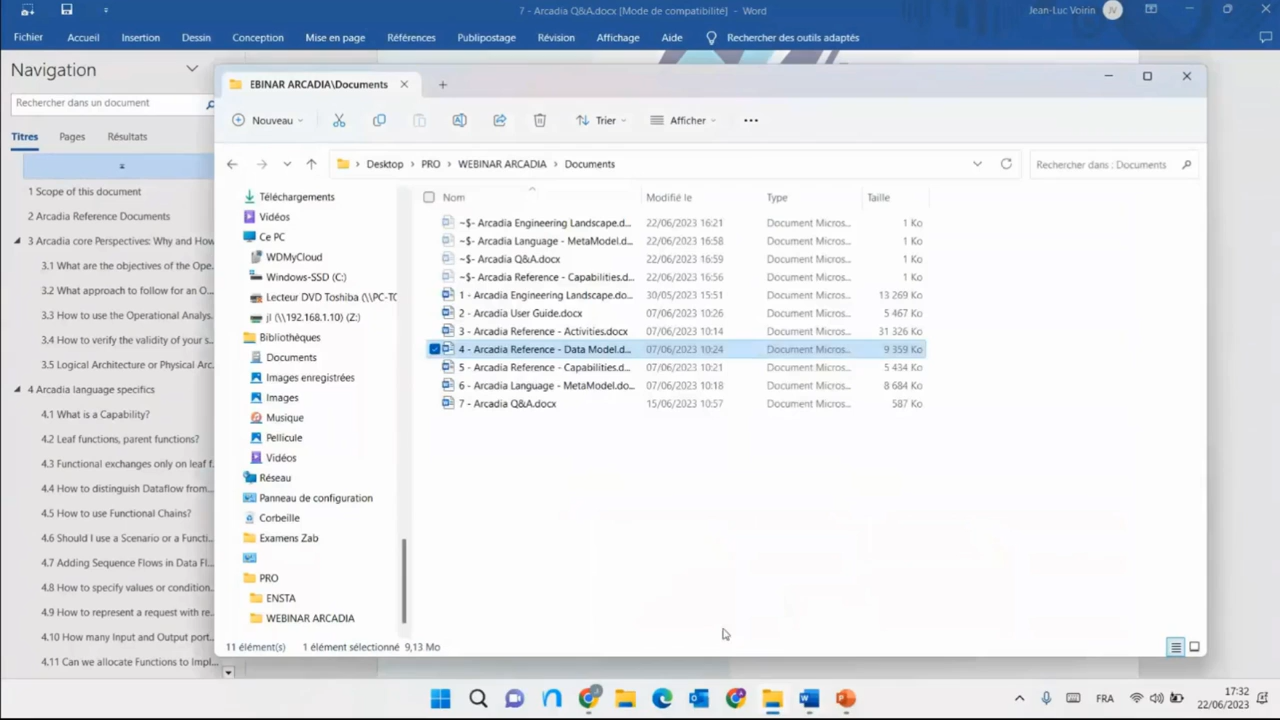 7 - Arcadia Q&A.docx [Mode de compatibilité] - Word
Jean-Luc Voirin JV
Fichier Accueil Insertion Dessin Conception Mise en page Références Publipostage Révision Affichage Aide Rechercher des outils adaptés
Navigation
Rechercher dans un document
Titres Pages Résultats
1 Scope of this document
2 Arcadia Reference Documents
3 Arcadia core Perspectives: Why and How
3.1 What are the objectives of the Ope...
3.2 What approach to follow for an O...
3.3 How to use the Operational Analys...
3.4 How to verify the validity of your s...
3.5 Logical Architecture or Physical Arc...
4 Arcadia language specifics
4.1 What is a Capability?
4.2 Leaf functions, parent functions?
4.3 Functional exchanges only on leaf f...
4.4 How to distinguish Dataflow from...
4.5 How to use Functional Chains?
4.6 Should I use a Scenario or a Functi...
4.7 Adding Sequence Flows in Data Fl...
4.8 How to specify values or condition...
4.9 How to represent a request with re...
4.10 How many Input and Output port...
4.11 Can we allocate Functions to Impl...
EBINAR ARCADIA\Documents
Nouveau Trier Afficher
Desktop PRO WEBINAR ARCADIA Documents
Rechercher dans : Documents
Téléchargements
Vidéos
Ce PC
WDMyCloud
Windows-SSD (C:)
Lecteur DVD Toshiba (\\PC-TO
jl (\\192.168.1.10) (Z:)
Bibliothèques
Documents
Images enregistrées
Images
Musique
Pellicule
Vidéos
Réseau
Panneau de configuration
Corbeille
Examens Zab
PRO
ENSTA
WEBINAR ARCADIA
Nom Modifié le Type Taille
~$- Arcadia Engineering Landscape.d... 22/06/2023 16:21 Document Micros... 1 Ko
~$- Arcadia Language - MetaModel.d... 22/06/2023 16:58 Document Micros... 1 Ko
~$- Arcadia Q&A.docx 22/06/2023 16:59 Document Micros... 1 Ko
~$- Arcadia Reference - Capabilities.d... 22/06/2023 16:56 Document Micros... 1 Ko
1 - Arcadia Engineering Landscape.do... 30/05/2023 15:51 Document Micros... 13 269 Ko
2 - Arcadia User Guide.docx 07/06/2023 10:26 Document Micros... 5 467 Ko
3 - Arcadia Reference - Activities.docx 07/06/2023 10:14 Document Micros... 31 326 Ko
4 - Arcadia Reference - Data Model.d... 07/06/2023 10:24 Document Micros... 9 359 Ko
5 - Arcadia Reference - Capabilities.d... 07/06/2023 10:21 Document Micros... 5 434 Ko
6 - Arcadia Language - MetaModel.do... 07/06/2023 10:18 Document Micros... 8 684 Ko
7 - Arcadia Q&A.docx 15/06/2023 10:57 Document Micros... 587 Ko
11 élément(s) 1 élément sélectionné 9,13 Mo
FRA
17:32
22/06/2023